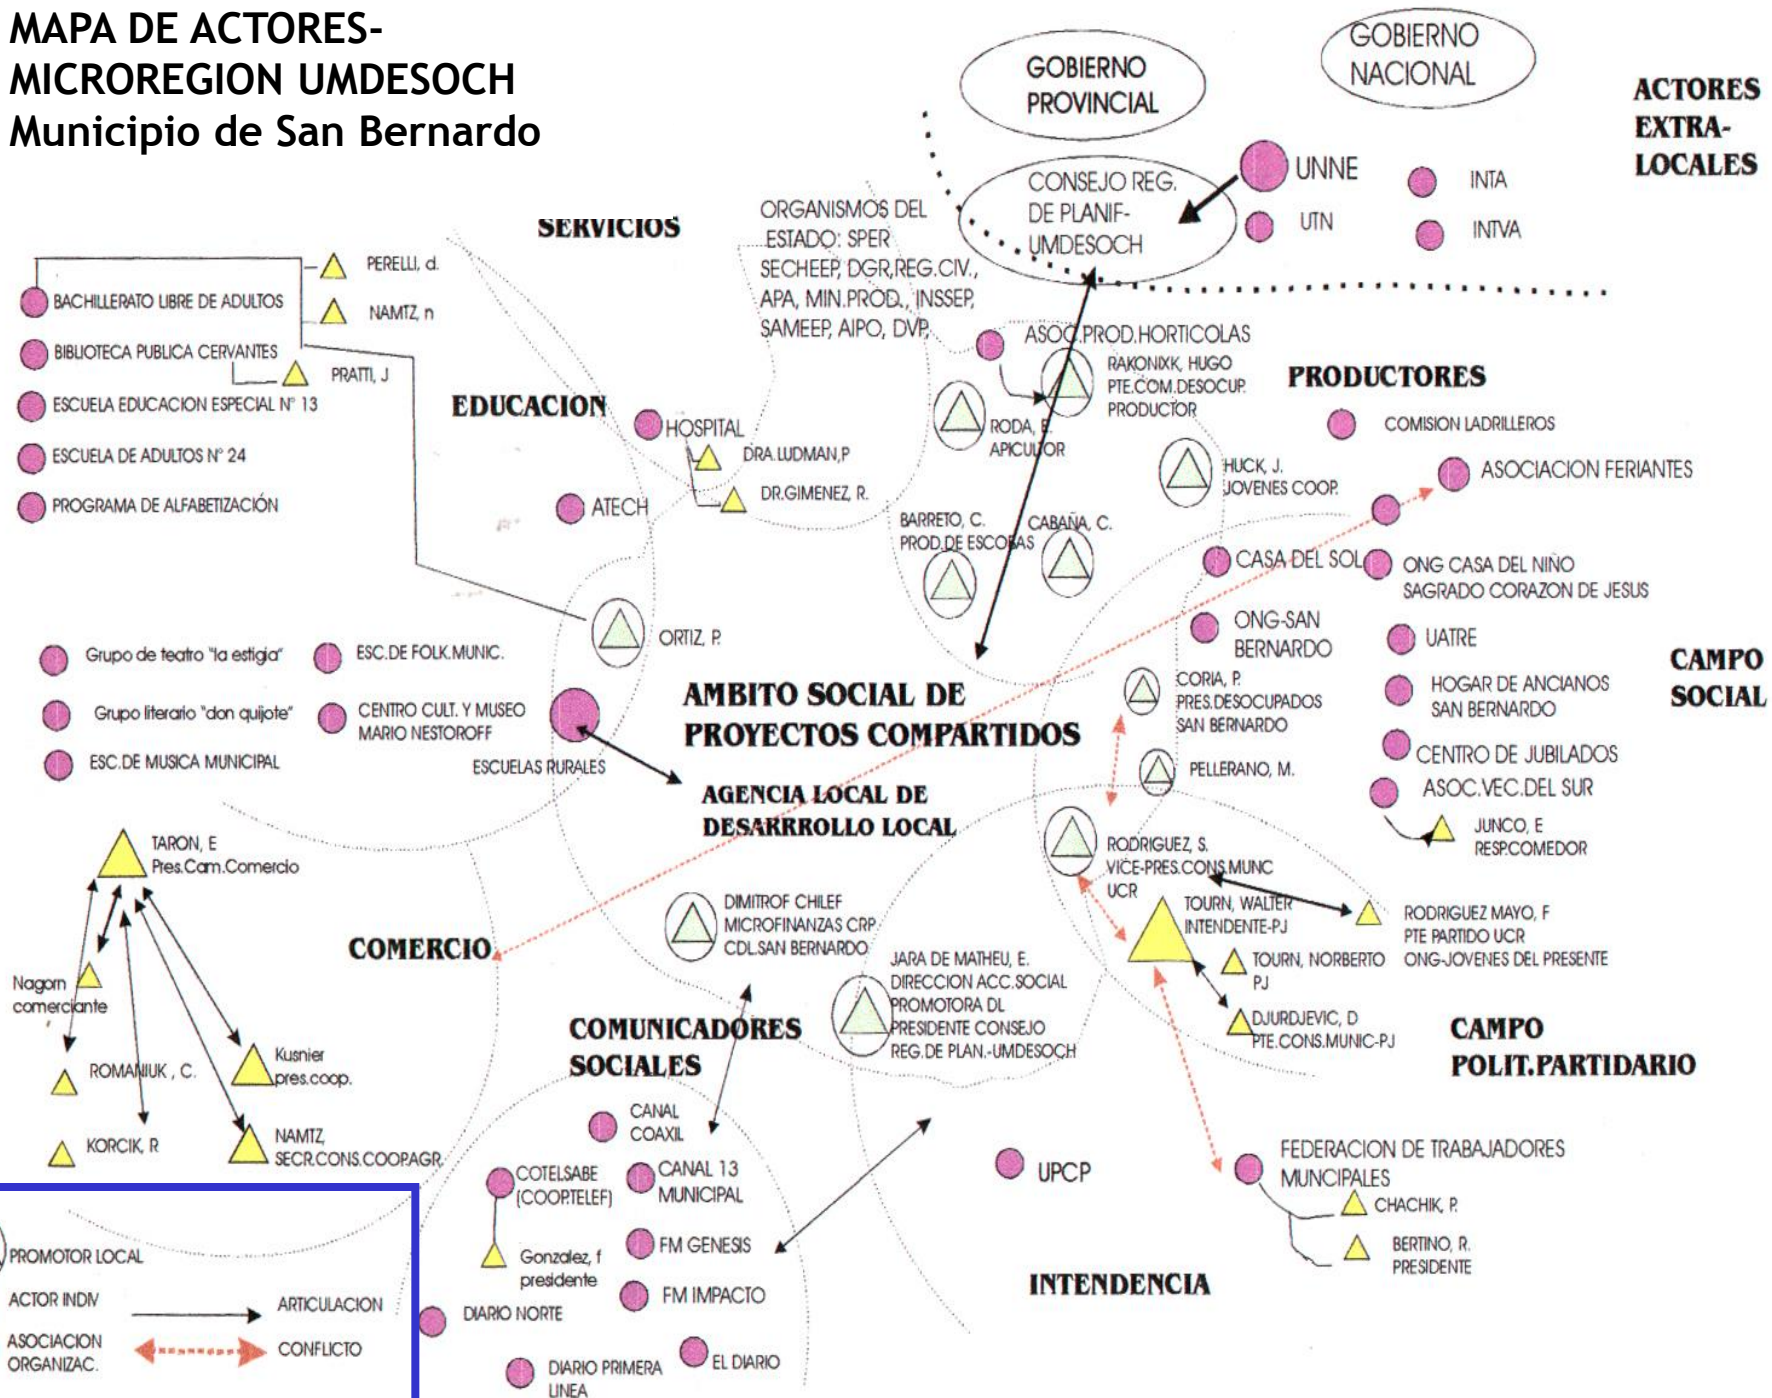 MAPA DE ACTORES-
MICROREGION UMDESOCH
Municipio de San Bernardo
GOBIERNO
PROVINCIAL
GOBIERNO
NACIONAL
ACTORES
EXTRA-
LOCALES
CONSEJO REG.
DE PLANIF-
UMDESOCH
UNNE
INTA
UTN
INTVA
SERVICIOS
ORGANISMOS DEL
ESTADO: SPER
SECHEEP, DGR,REG.CIV.,
APA, MIN.PROD., INSSEP,
SAMEEP, AIPO, DVP,
PERELLI, d.
BACHILLERATO LIBRE DE ADULTOS
NAMTZ, n
BIBLIOTECA PUBLICA CERVANTES
PRATTI, J
ESCUELA EDUCACION ESPECIAL N° 13
ESCUELA DE ADULTOS N° 24
PROGRAMA DE ALFABETIZACIÓN
EDUCACION
HOSPITAL
DRA.LUDMAN,P
DR.GIMENEZ, R.
ATECH
ASOC.PROD.HORTICOLAS
RAKONIXK, HUGO
PTE.COM.DESOCUP.
PRODUCTOR
RODA, E.
APICULTOR
HUCK, J.
JOVENES COOP.
BARRETO, C.
PROD.DE ESCOBAS
CABAÑA, C.
PRODUCTORES
COMISION LADRILLEROS
ASOCIACION FERIANTES
CASA DEL SOL
ONG CASA DEL NIÑO
SAGRADO CORAZON DE JESUS
ONG-SAN
BERNARDO
UATRE
HOGAR DE ANCIANOS
SAN BERNARDO
CENTRO DE JUBILADOS
ASOC.VEC.DEL SUR
JUNCO, E
RESP.COMEDOR
CAMPO
SOCIAL
ORTIZ, P.
Grupo de teatro "la estigia"
ESC.DE FOLK.MUNIC.
Grupo literario "don quijote"
CENTRO CULT. Y MUSEO
MARIO NESTOROFF
ESC.DE MUSICA MUNICIPAL
ESCUELAS RURALES
AMBITO SOCIAL DE
PROYECTOS COMPARTIDOS
AGENCIA LOCAL DE
DESARRROLLO LOCAL
CORIA, P.
PRES.DESOCUPADOS
SAN BERNARDO
PELLERANO, M.
RODRIGUEZ, S.
VICE-PRES.CONS.MUNC
UCR
TOURN, WALTER
INTENDENTE-PJ
TOURN, NORBERTO
PJ
DJURDJEVIC, D
PTE.CONS.MUNIC-PJ
RODRIGUEZ MAYO, F
PTE PARTIDO UCR
ONG-JOVENES DEL PRESENTE
CAMPO
POLIT.PARTIDARIO
TARON, E
Pres.Cam.Comercio
COMERCIO
Nagorn
comerciante
ROMANIUK , C.
Kusnier
pres.coop.
KORCIK, R
NAMTZ,
SECR.CONS.COOP.AGR.
DIMITROF CHILEF
MICROFINANZAS CRP
CDL.SAN BERNARDO
JARA DE MATHEU, E.
DIRECCION ACC.SOCIAL
PROMOTORA DL
PRESIDENTE CONSEJO
REG.DE PLAN.-UMDESOCH
COMUNICADORES
SOCIALES
CANAL
COAXIL
COTELSABE
(COOP.TELEF)
CANAL 13
MUNICIPAL
Gonzalez, f
presidente
FM GENESIS
FM IMPACTO
DIARIO NORTE
EL DIARIO
DIARIO PRIMERA
LINEA
UPCP
FEDERACION DE TRABAJADORES
MUNCIPALES
CHACHIK, P.
BERTINO, R.
PRESIDENTE
INTENDENCIA
PROMOTOR LOCAL
ACTOR INDIV
ARTICULACION
ASOCIACION
ORGANIZAC.
CONFLICTO